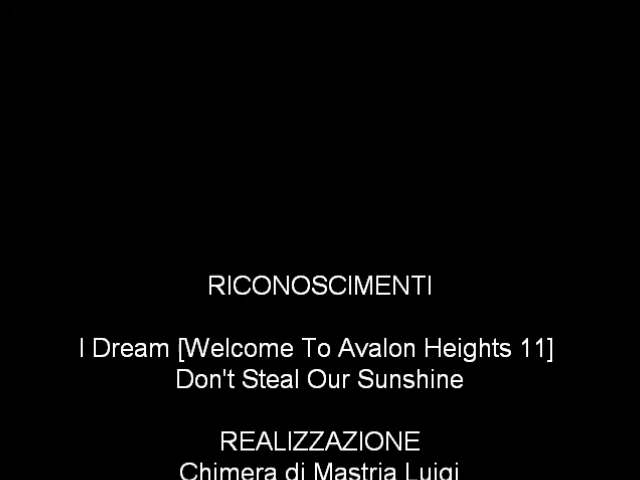 RICONOSCIMENTI
I Dream [Welcome To Avalon Heights 11]
Don't Steal Our Sunshine
REALIZZAZIONE
Chimera di Mastria Luigi